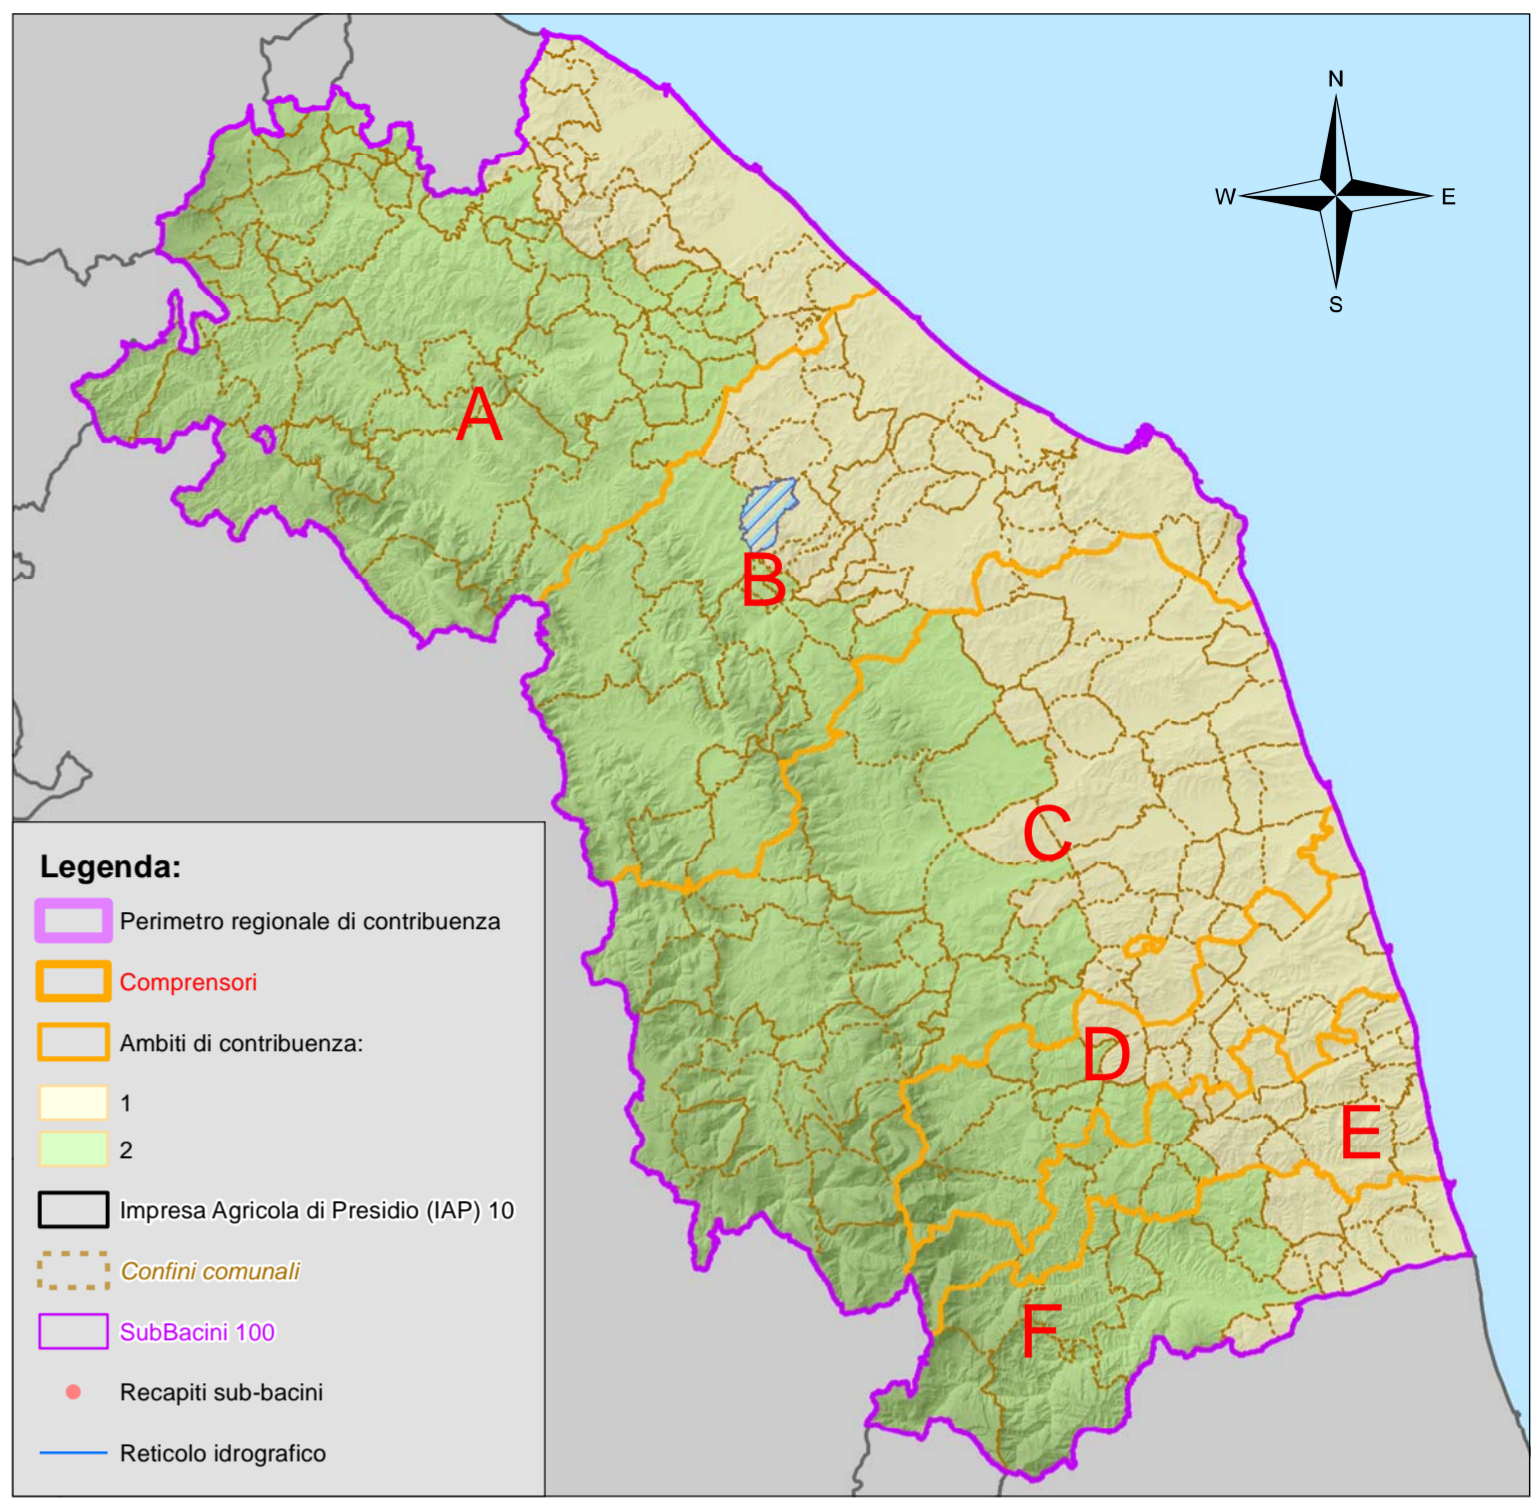 N
W
E
S
A
B
C
D
E
F
Legenda:
Perimetro regionale di contribuenza
Comprensori
Ambiti di contribuenza:
1
2
Impresa Agricola di Presidio (IAP) 10
Confini comunali
SubBacini 100
Recapiti sub-bacini
Reticolo idrografico